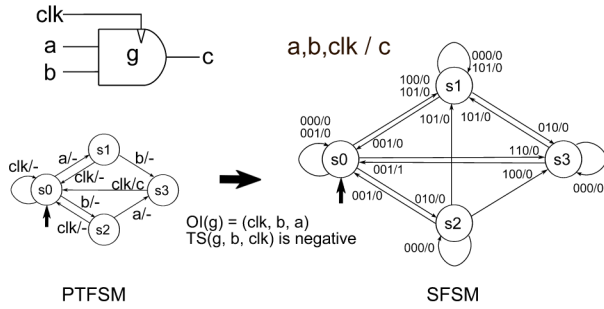 clk
a
g
b
c
a,b,clk / c
000/0
101/0
s1
100/0
101/0
101/0
101/0
010/0
000/0
001/0
001/0
s0
110/0
s3
001/1
100/0
000/0
001/0
010/0
s2
000/0
clk/-
a/-
s1
b/-
clk/-
clk/c
s0
s3
b/-
clk/-
s2
a/-
OI(g) = (clk, b, a)
TS(g, b, clk) is negative
PTFSM
SFSM